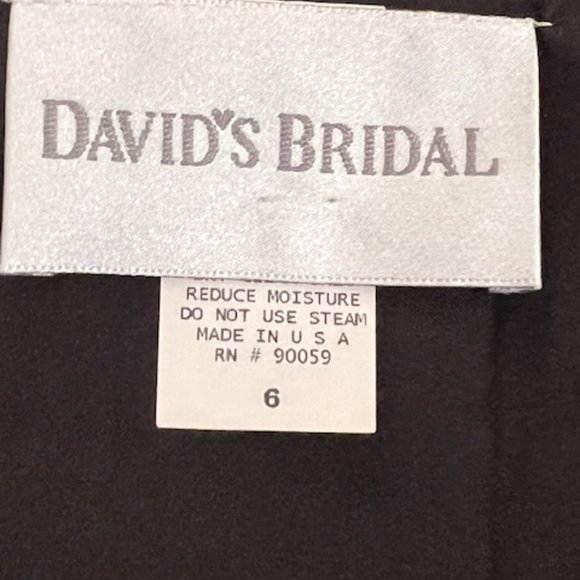 DAVID'S BRIDAL
REDUCE MOISTURE
DO NOT USE STEAM
MADE IN U S A
RN # 90059
6